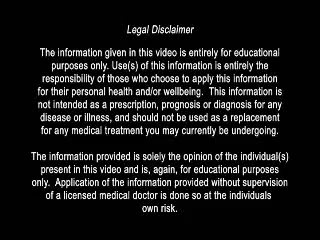 Legal Disclaimer
The information given in this video is entirely for educational
purposes only. Use(s) of this information is entirely the
responsibility of those who choose to apply this information
for their personal health and/or wellbeing. This information is
not intended as a prescription, prognosis or diagnosis for any
disease or illness, and should not be used as a replacement
for any medical treatment you may currently be undergoing.
The information provided is solely the opinion of the individual(s)
present in this video and is, again, for educational purposes
only. Application of the information provided without supervision
of a licensed medical doctor is done so at the individuals
own risk.